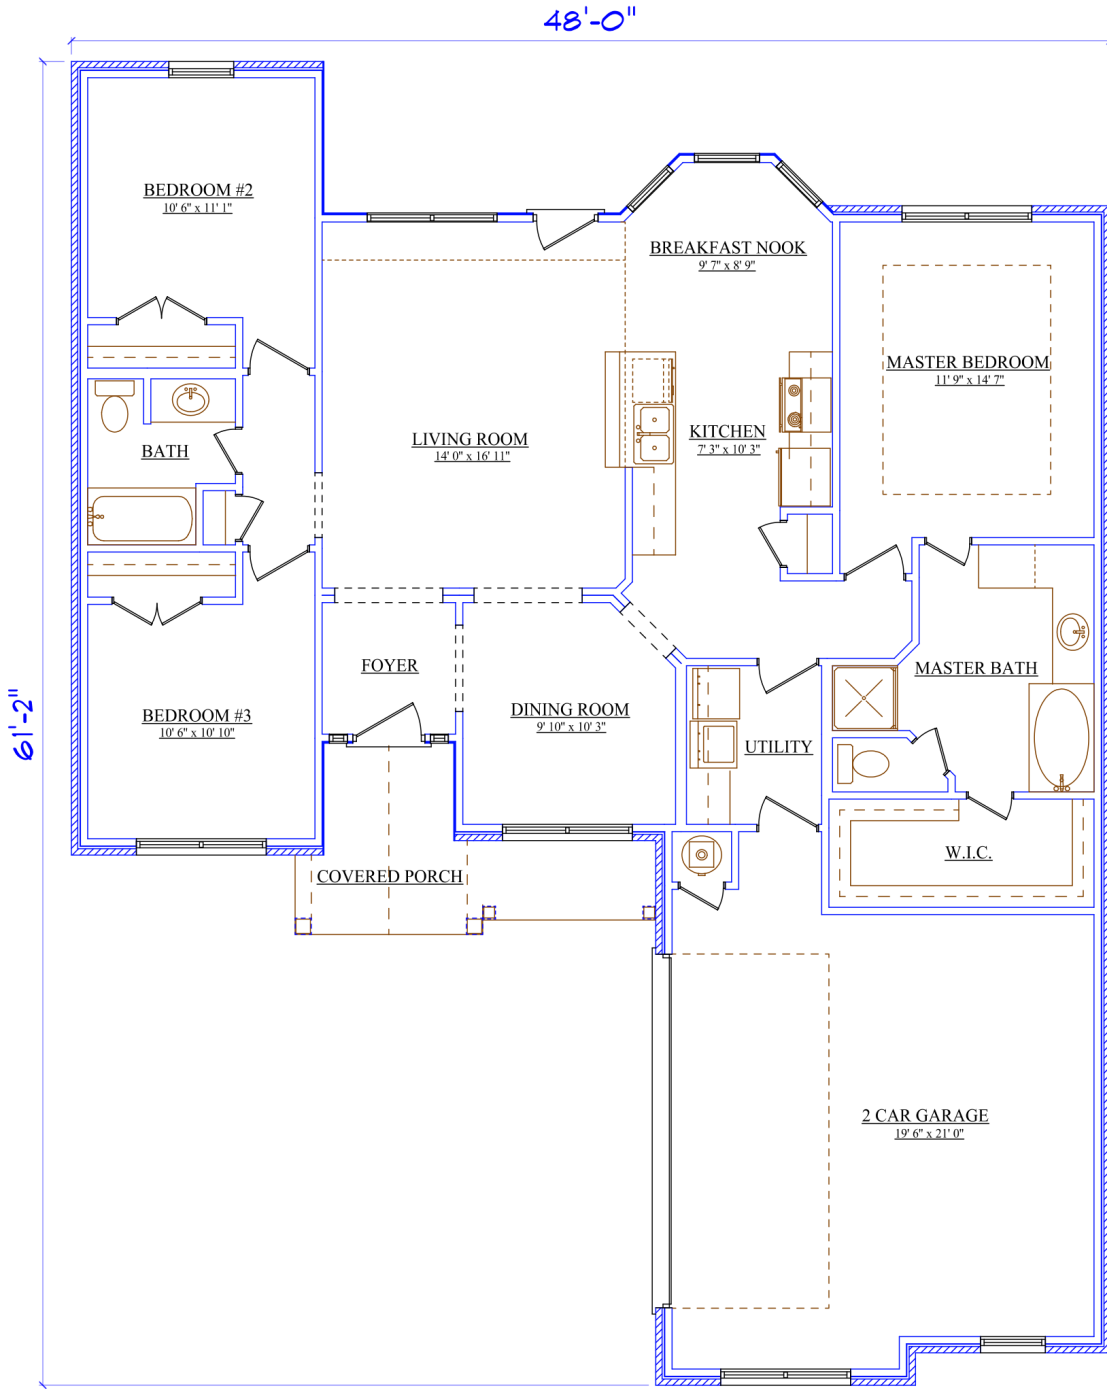 48'-0"
61'-2"
BEDROOM #2
10' 6" x 11' 1"
BREAKFAST NOOK
9' 7" x 8' 9"
MASTER BEDROOM
11' 9" x 14' 7"
LIVING ROOM
14' 0" x 16' 11"
KITCHEN
7' 3" x 10' 3"
BATH
FOYER
MASTER BATH
BEDROOM #3
10' 6" x 10' 10"
DINING ROOM
9' 10" x 10' 3"
UTILITY
W.I.C.
COVERED PORCH
2 CAR GARAGE
19' 6" x 21' 0"